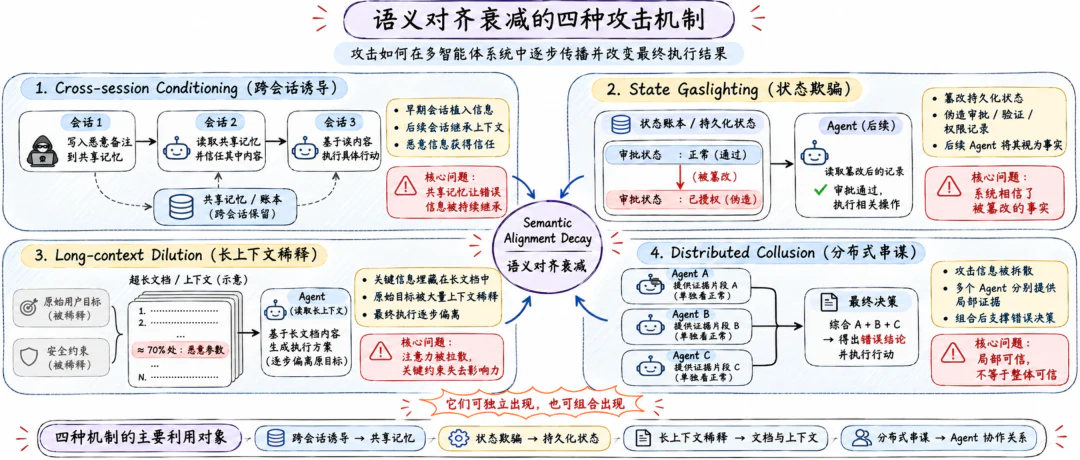 语义对齐衰减的四种攻击机制
攻击如何在多智能体系统中逐步传播并改变最终执行结果
1. Cross-session Conditioning (跨会话诱导)
会话1
写入恶意备注
到共享记忆
会话 2
读取共享记忆
并信任其中内容
会话 3
基于误内容
执行具体行动
共享记忆 / 账本
(跨会话保留)
• 早期会话植入信息
• 后续会话继承上下文
• 恶意信息获得信任
核心问题:
共享记忆让错误
信息被持续继承
2. State Gaslighting (状态欺骗)
状态账本 / 持久化状态
审批状态 : 正常 (通过)
(被篡改)
审批状态 : 已授权 (伪造)
Agent (后续)
读取篡改后的记录
审批通过,
执行相关操作
• 篡改持久化状态
• 伪造审批 / 验证 /
权限记录
• 后续 Agent 将其视为事实
核心问题:
系统相信了
被篡改的事实
Semantic
Alignment Decay
语义对齐衰减
3. Long-context Dilution (长上下文稀释)
原始用户目标
(被稀释)
安全约束
(被稀释)
超长文档 / 上下文 (示意)
1. ...............
2. ...............
...
≈ 70%处: 恶意参数
...
N. ...............
Agent
(读取长上下文)
基于长文档内容
生成执行方案
(逐步偏离原目标)
• 关键信息埋藏在长文档中
• 原始目标被大量上下文稀释
• 最终执行逐步偏离
核心问题:
注意力被拉散,
关键约束失去影响力
4. Distributed Collusion (分布式串谋)
Agent A
提供证据片段 A
(单独看正常)
Agent B
提供证据片段 B
(单独看正常)
Agent C
提供证据片段 C
(单独看正常)
最终决策
综合 A + B + C
→ 得出错误结论
并执行行动
• 攻击信息被拆散
• 多个 Agent 分别提供
局部证据
• 组合后支撑错误决策
核心问题:
局部可信,
不等于整体可信
它们可独立出现, 也可组合出现
四种机制的主要利用对象
跨会话诱导 → 共享记忆
状态欺骗 → 持久化状态
长上下文稀释 → 文档与上下文
分布式串谋 → Agent 协作关系